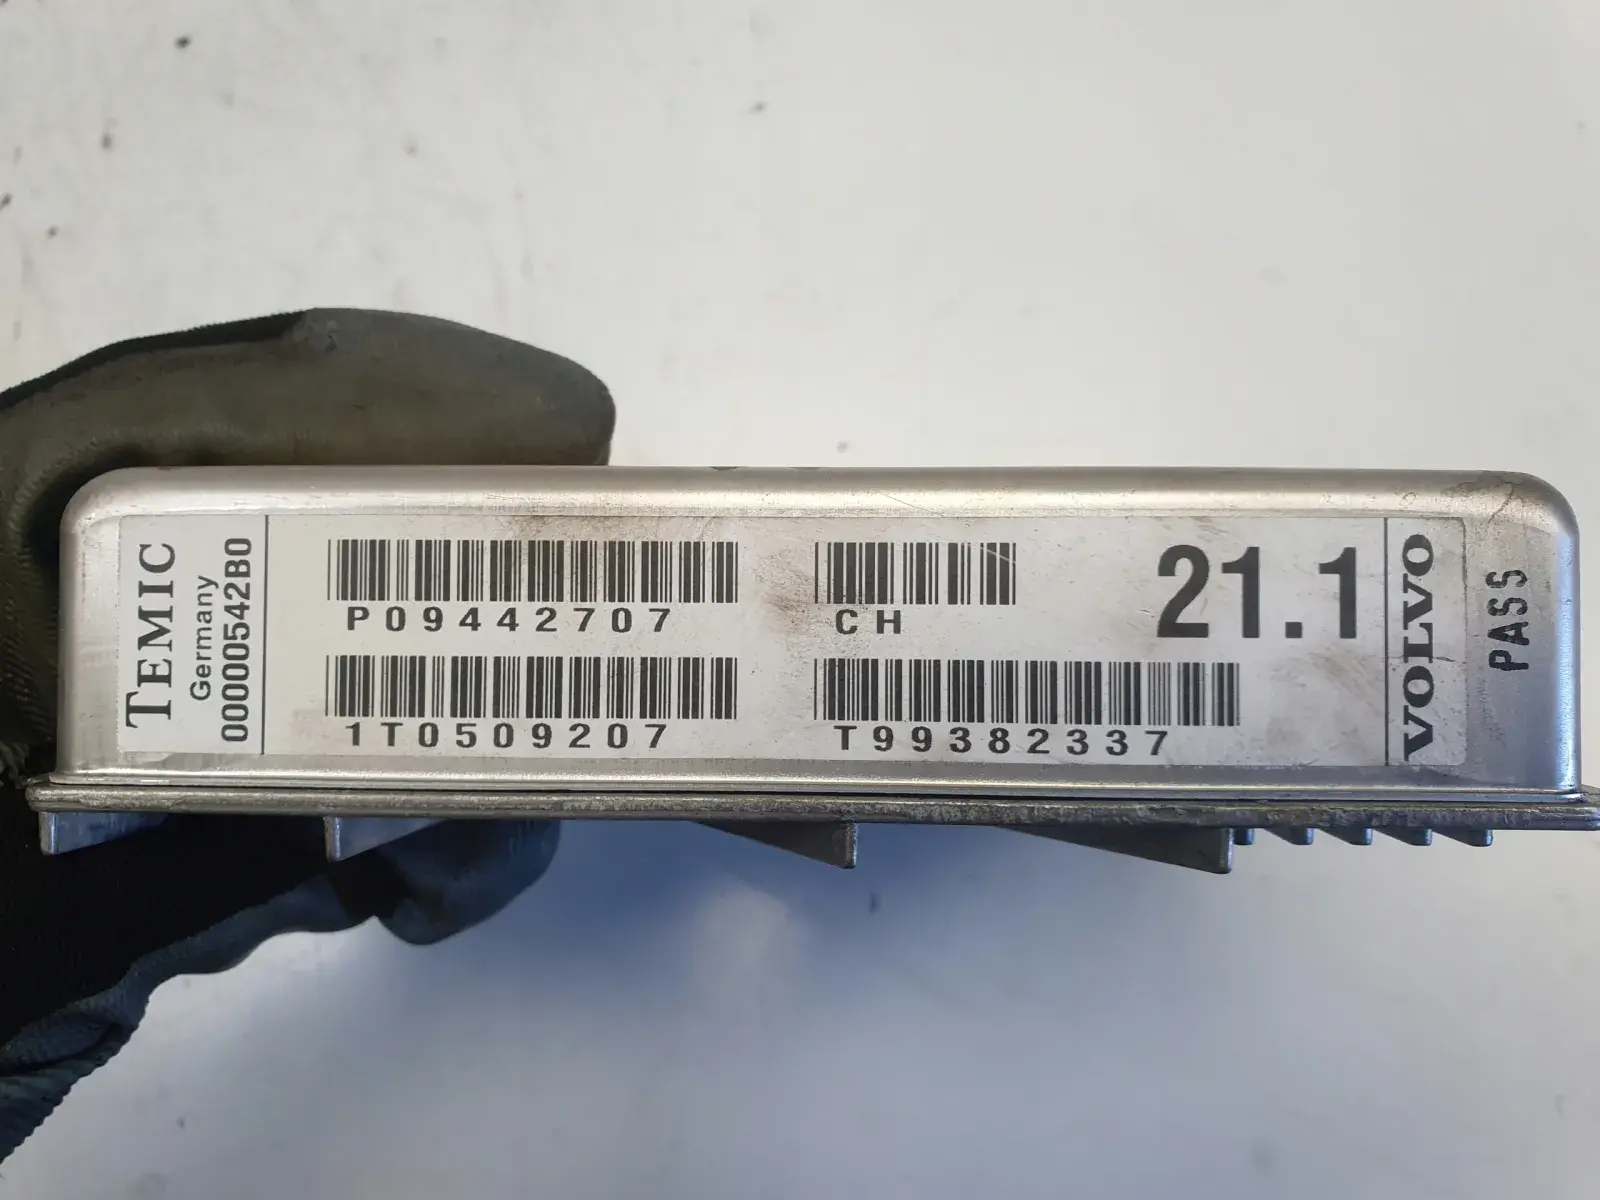 TEMIC
Germany
00000542B0
P09442707
CH
21.1
1T0509207
T99382337
VOLVO
PASS